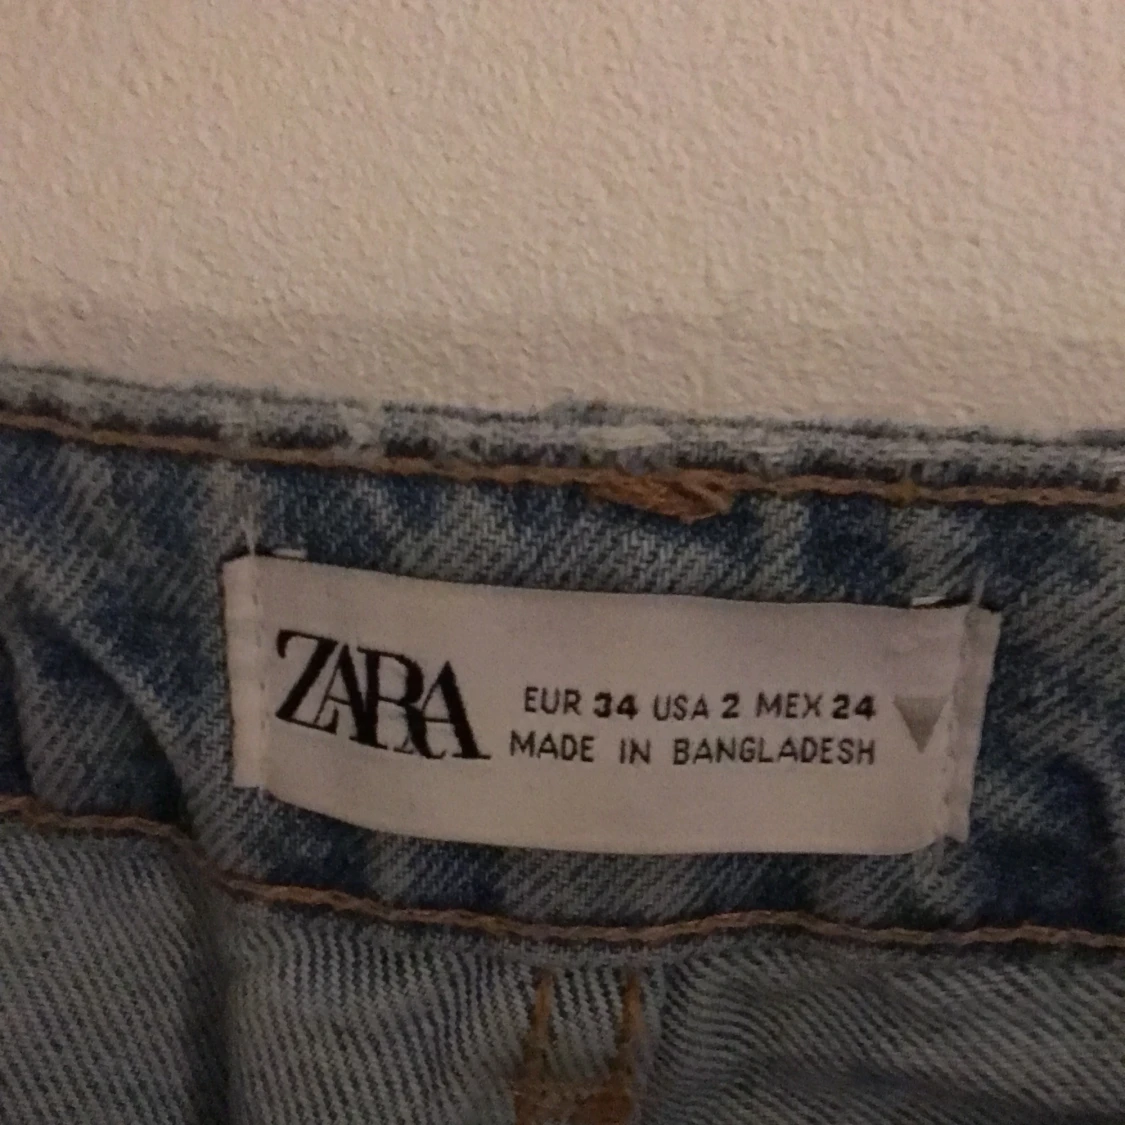 ZARA
EUR 34 USA 2 MEX 24
MADE IN BANGLADESH